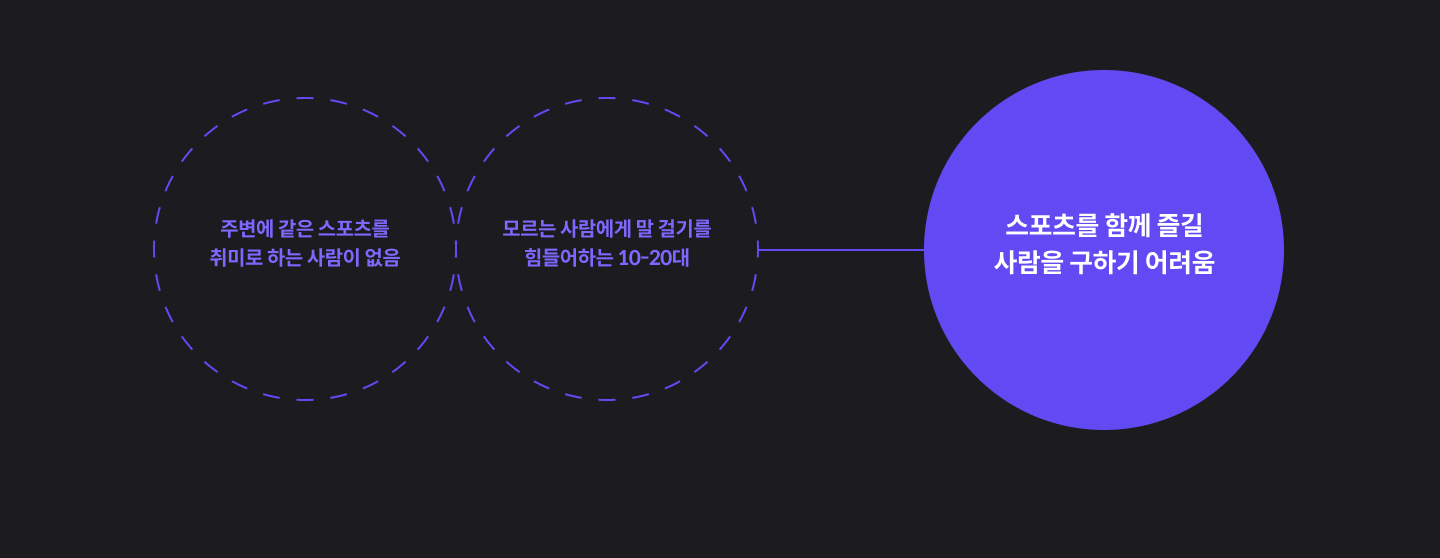 주변에 같은 스포츠를
취미로 하는 사람이 없음
모르는 사람에게 말 걸기를
힘들어하는 10-20대
스포츠를 함께 즐길
사람을 구하기 어려움